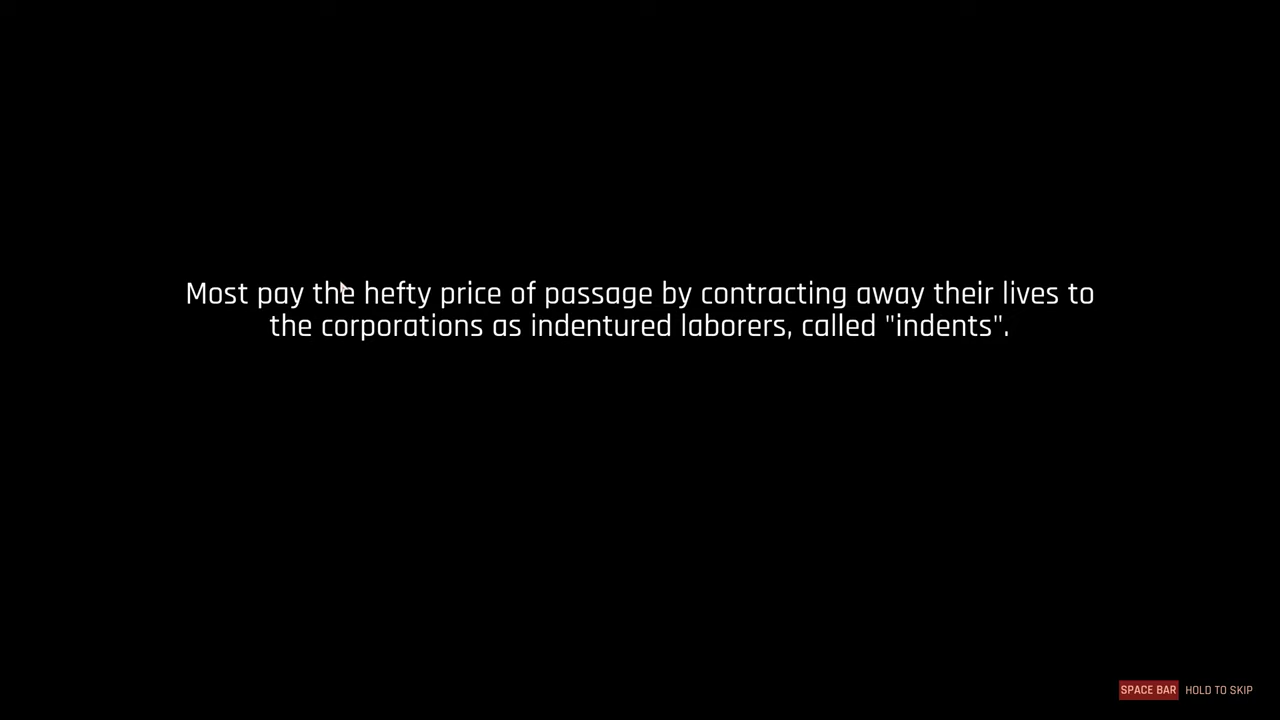 Most pay the hefty price of passage by contracting away their lives to
the corporations as indentured laborers, called "indents".
SPACE BAR HOLD TO SKIP